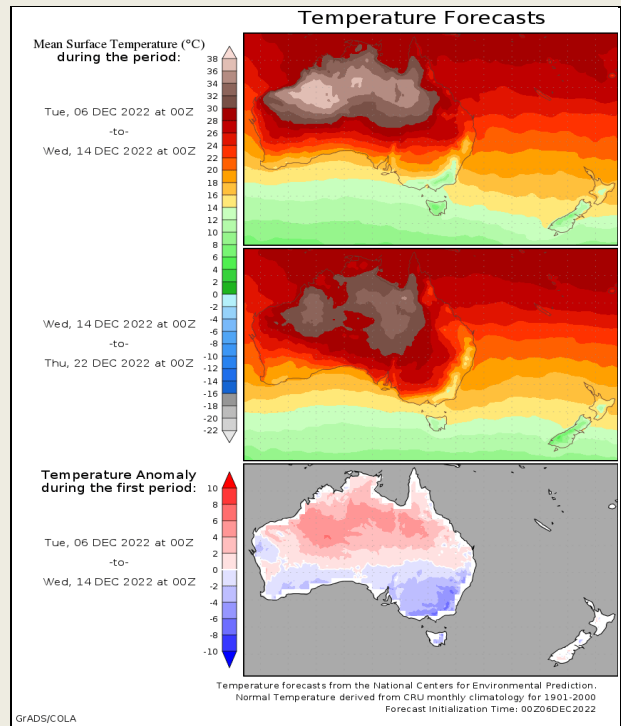 Temperature Forecasts
Mean Surface Temperature (°C)
during the period:
Tue, 06 DEC 2022 at 00Z
-to-
Wed, 14 DEC 2022 at 00Z
38
36
34
32
30
28
26
24
22
20
18
16
14
12
10
8
6
4
2
0
-2
-4
-6
-8
-10
-12
-14
-16
-18
-20
-22
Wed, 14 DEC 2022 at 00Z
-to-
Thu, 22 DEC 2022 at 00Z
Temperature Anomaly
during the first period:
Tue, 06 DEC 2022 at 00Z
-to-
Wed, 14 DEC 2022 at 00Z
10
8
6
4
2
0
-2
-4
-6
-8
-10
Temperature forecasts from the National Centers for Environmental Prediction.
Normal Temperature derived from CRU monthly climatology for 1901-2000
Forecast Initialization Time: 00Z06DEC2022
GrADS/COLA